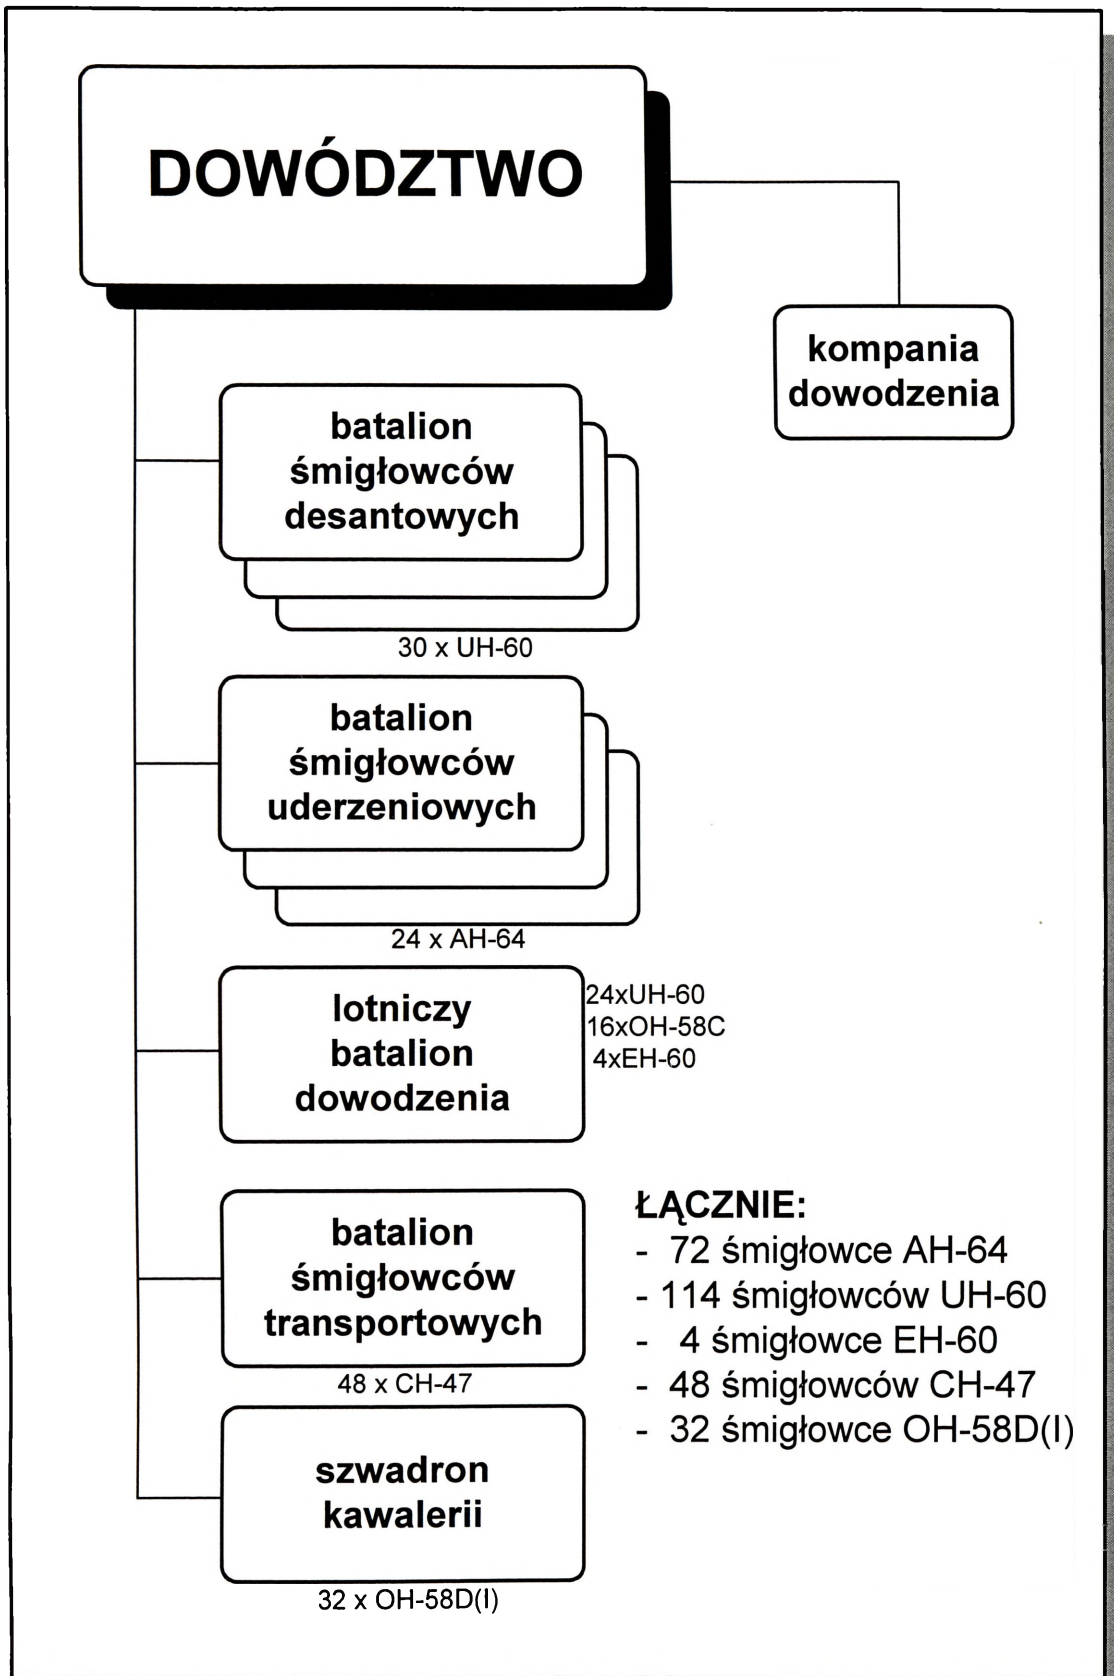 DOWÓDZTWO
kompania
dowodzenia
batalion
śmigłowców
desantowych
30 x UH-60
batalion
śmigłowców
uderzeniowych
24 x AH-64
lotniczy
batalion
dowodzenia
24xUH-60
16xOH-58C
4xEH-60
batalion
śmigłowców
transportowych
48 x CH-47
szwadron
kawalerii
32 x OH-58D(I)
ŁĄCZNIE:
- 72 śmigłowce AH-64
- 114 śmigłowców UH-60
- 4 śmigłowce EH-60
- 48 śmigłowców CH-47
- 32 śmigłowce OH-58D(I)